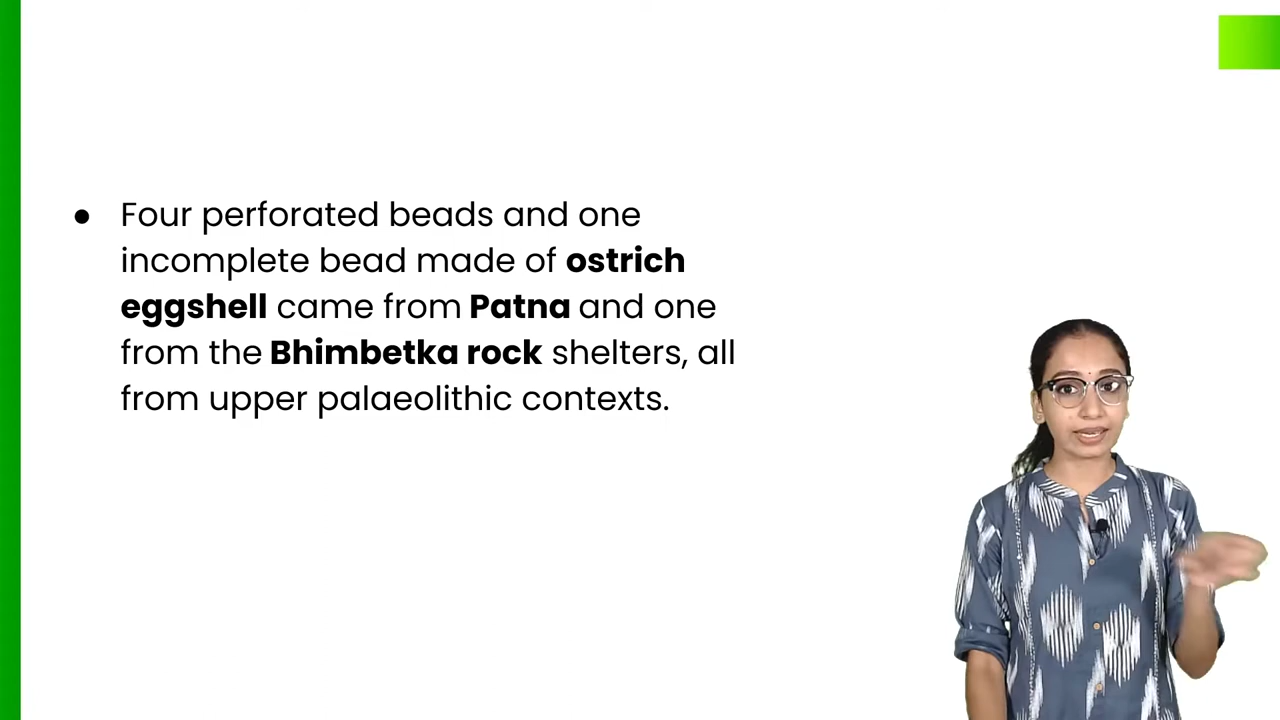 ● Four perforated beads and one
incomplete bead made of ostrich
eggshell came from Patna and one
from the Bhimbetka rock shelters, all
from upper palaeolithic contexts.